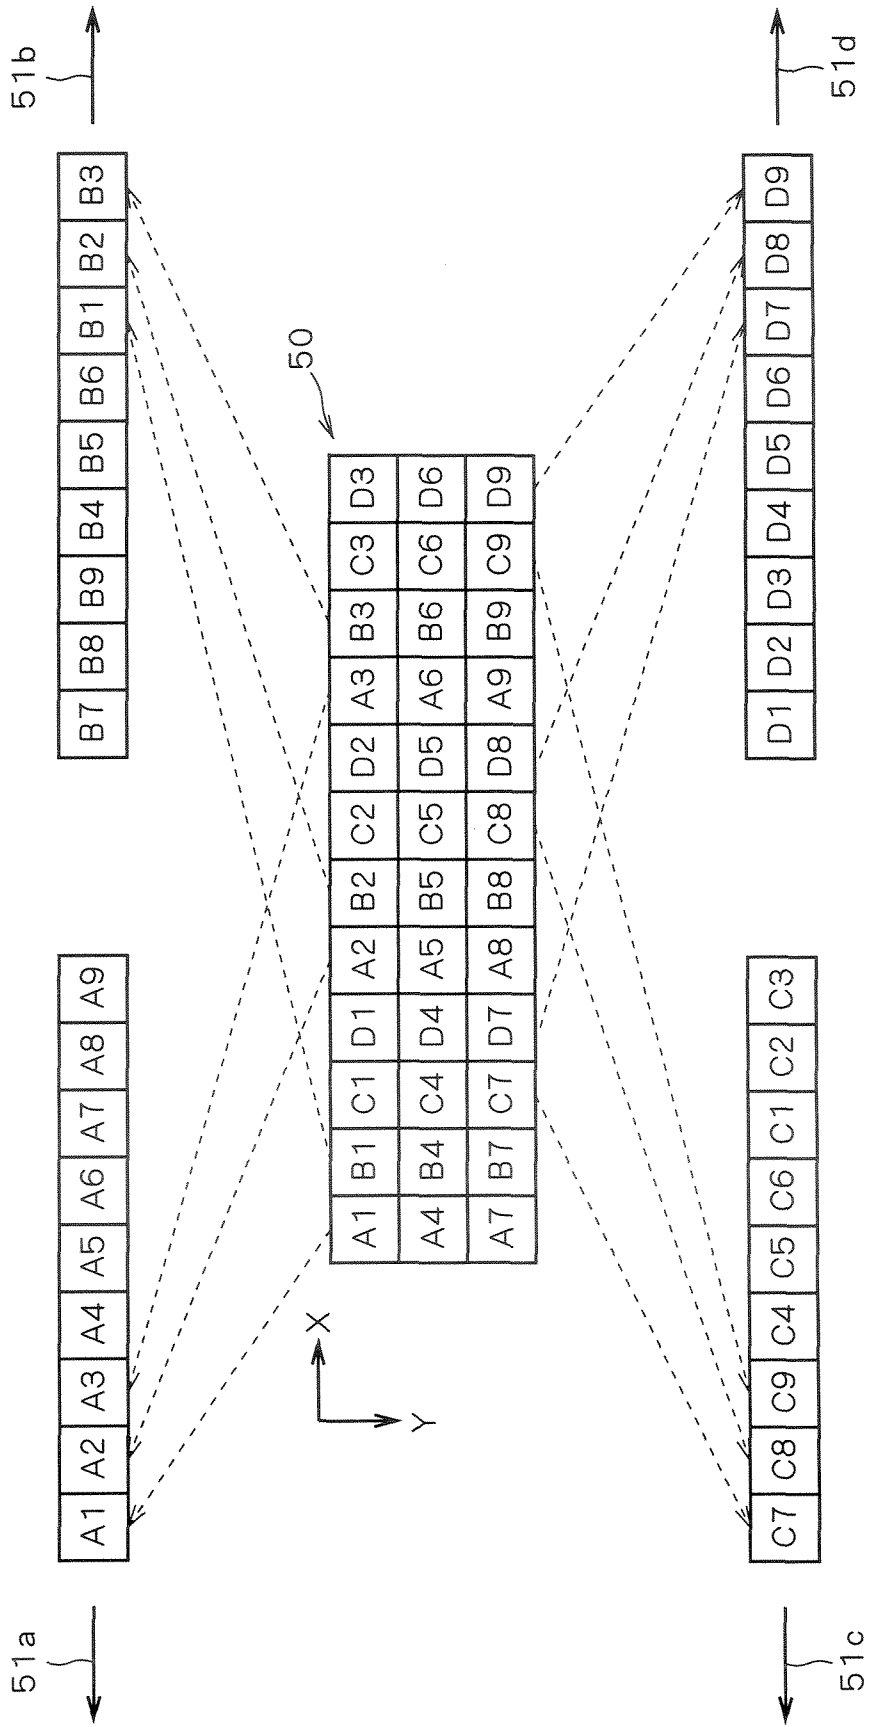 51a 51b
A1 A2 A3 A4 A5 A6 A7 A8 A9 B7 B8 B9 B4 B5 B6 B1 B2 B3
50
X
A1 B1 C1 D1 A2 B2 C2 D2 A3 B3 C3 D3
Y A4 B4 C4 D4 A5 B5 C5 D5 A6 B6 C6 D6
A7 B7 C7 D7 A8 B8 C8 D8 A9 B9 C9 D9
C7 C8 C9 C4 C5 C6 C1 C2 C3 D1 D2 D3 D4 D5 D6 D7 D8 D9
51c 51d